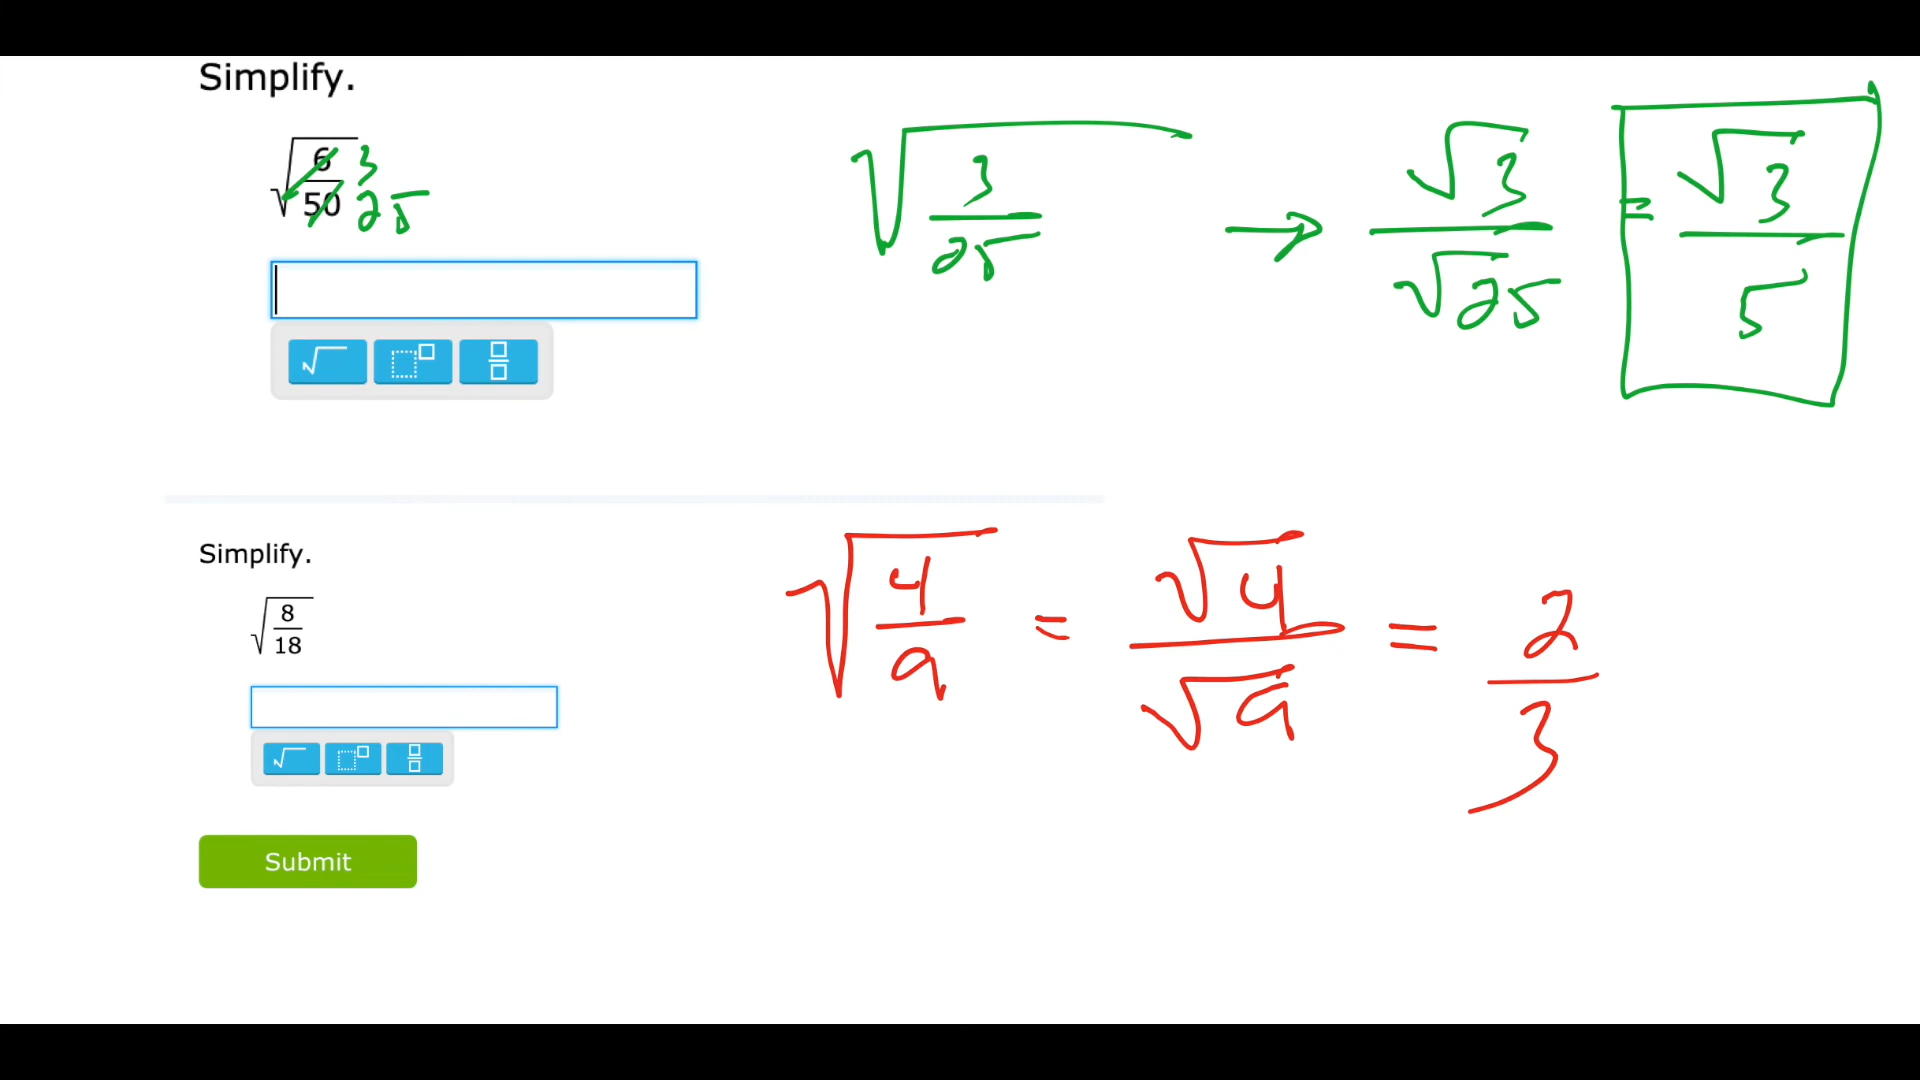 Simplify.
√(6/50) 3 25
√(3/25) → √3/√25 = √3/5
Simplify.
√(8/18)
√(4/9) = √4/√9 = 2/3
Submit